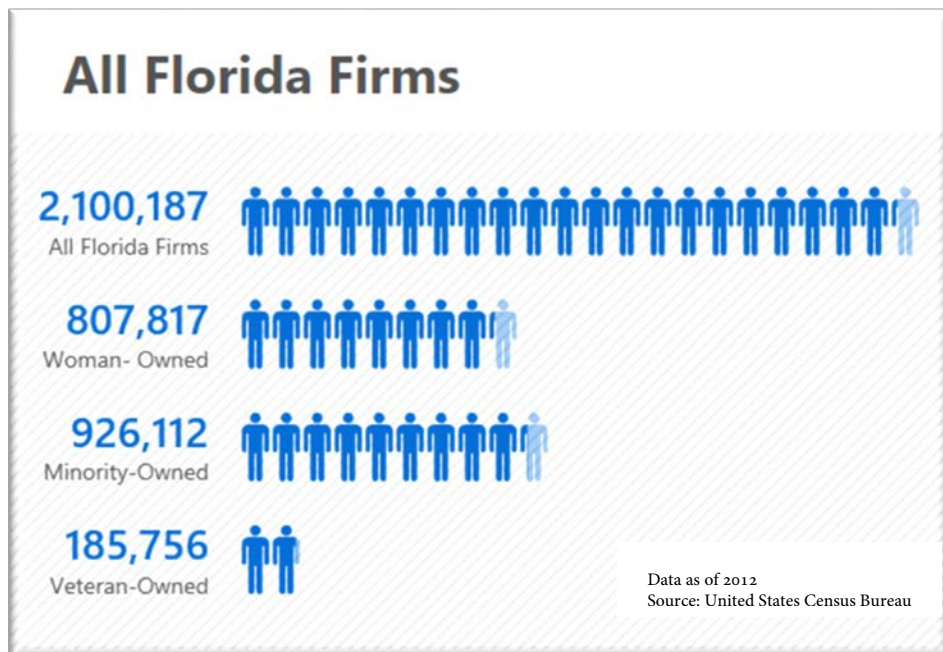 All Florida Firms
2,100,187
All Florida Firms
807,817
Woman- Owned
926,112
Minority-Owned
185,756
Veteran-Owned
Data as of 2012
Source: United States Census Bureau